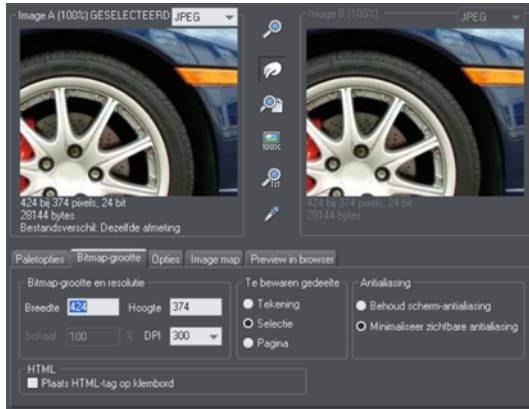 Image A (100%) GESELECTEERD JPEG
Image B (100%) JPEG
100%
1:1
424 bij 374 pixels, 24 bit
28144 bytes
Bestandsverschil: Dezelfde afmeting
424 bij 374 pixels, 24 bit
28144 bytes
Paletopties Bitmap-grootte Opties Image map Preview in browser
Bitmap-grootte en resolutie
Breedte 424 Hoogte 374
Schaal 100 % DPI 300
Te bewaren gedeelte
Tekening
Selectie
Pagina
Antialiasing
Behoud scherm-antialiasing
Minimaliseer zichtbare antialiasing
HTML
Plaats HTML-tag op klembord